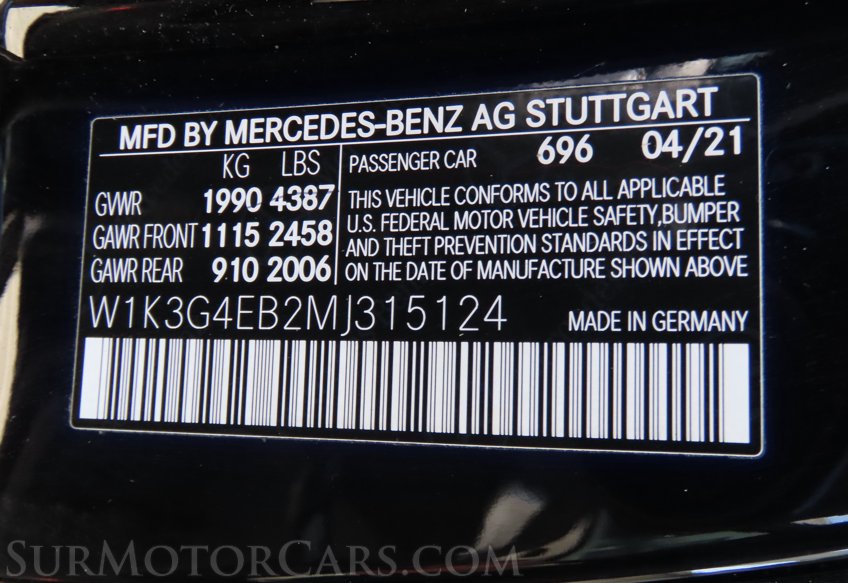 MFD BY MERCEDES-BENZ AG STUTTGART
KG LBS
GVWR 1990 4387
GAWR FRONT 1115 2458
GAWR REAR 910 2006
PASSENGER CAR 696 04/21
THIS VEHICLE CONFORMS TO ALL APPLICABLE
U.S. FEDERAL MOTOR VEHICLE SAFETY,BUMPER
AND THEFT PREVENTION STANDARDS IN EFFECT
ON THE DATE OF MANUFACTURE SHOWN ABOVE
W1K3G4EB2MJ315124 MADE IN GERMANY
SurMotorCars.com